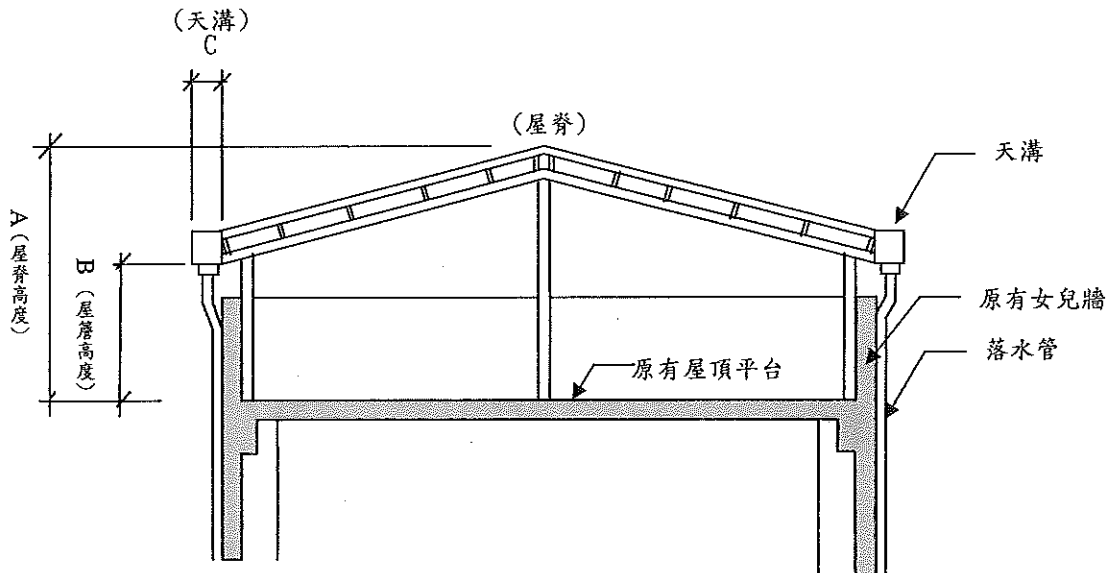 (天溝)
C
(屋脊)
天溝
A(屋脊高度)
B(屋簷高度)
原有女兒牆
落水管
原有屋頂平台